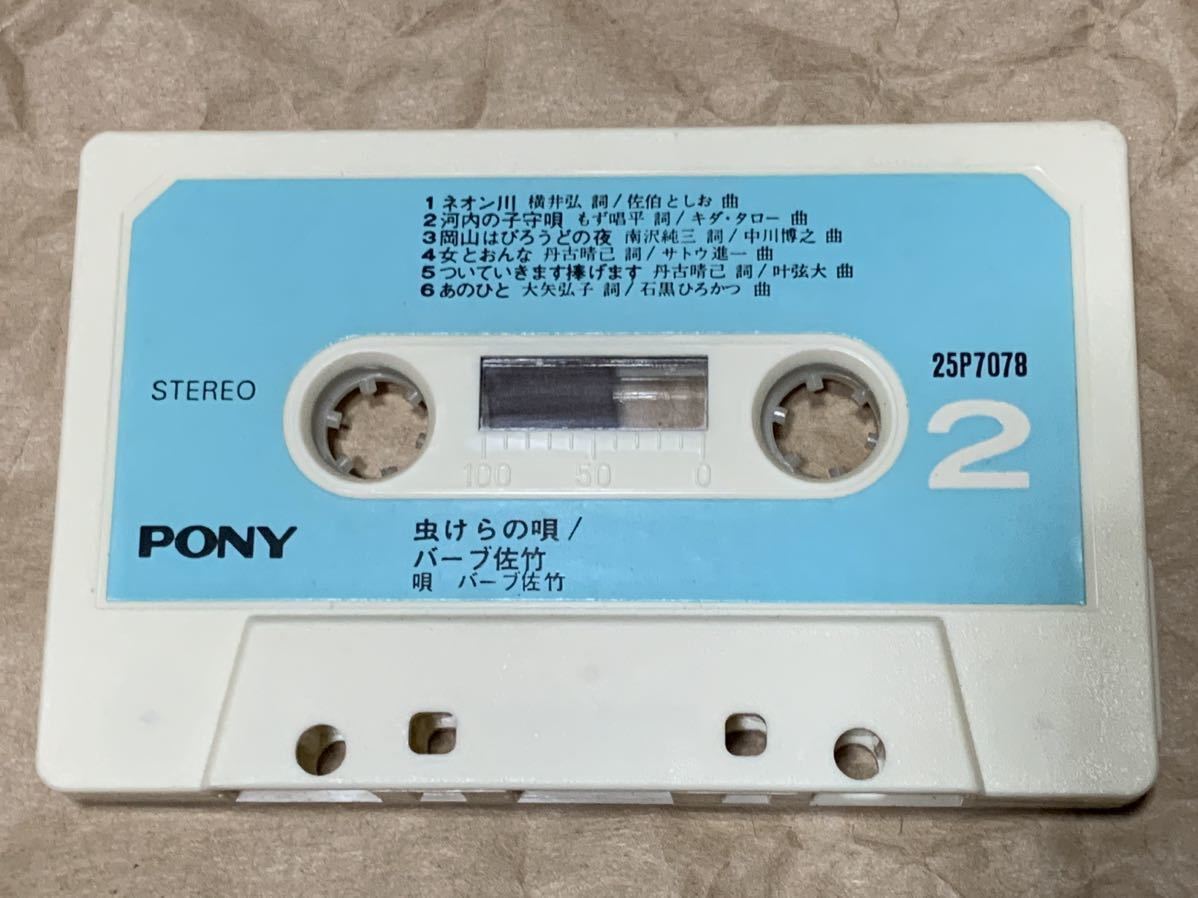 1 ネオン川 横井弘 詞/佐伯としお 曲
2 河内の子守唄 もず唱平 詞/キダ・タロー 曲
3 岡山はびろうどの夜 南沢純三 詞/中川博之 曲
4 女とおんな 丹古晴己 詞/サトウ進一 曲
5 ついていきます捧げます 丹古晴己 詞/叶弦大 曲
6 あのひと 大矢弘子 詞/石黒ひろかつ 曲
STEREO
25P7078
2
100 50 0
PONY
虫けらの唄/
バーブ佐竹
唄 バーブ佐竹